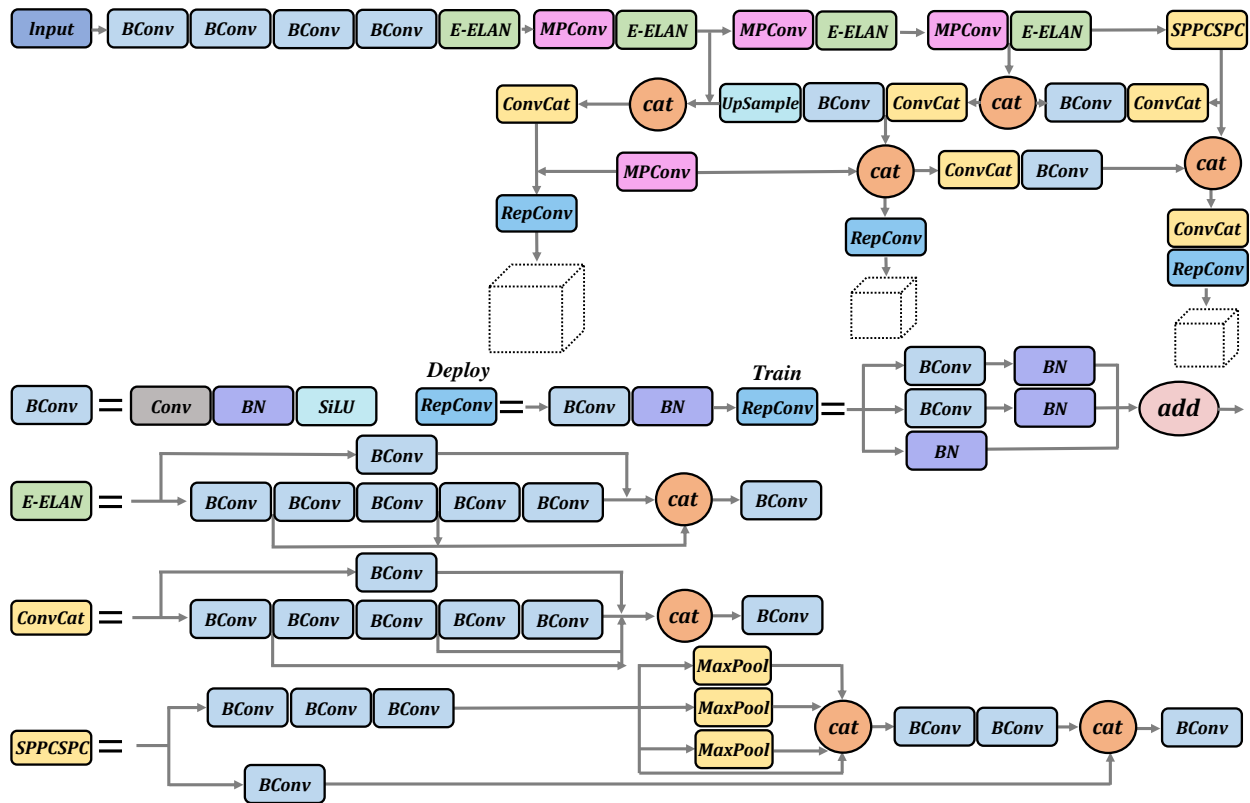 Input BConv BConv BConv BConv E-ELAN MPConv E-ELAN MPConv E-ELAN MPConv E-ELAN SPPCSPC
ConvCat cat UpSample BConv ConvCat cat BConv ConvCat
MPConv cat ConvCat BConv cat
RepConv RepConv ConvCat
RepConv
Deploy Train
BConv = Conv BN SiLU RepConv = BConv BN RepConv = BConv BN
BConv BN add
BN
BConv
E-ELAN = BConv BConv BConv BConv BConv cat BConv
BConv
ConvCat = BConv BConv BConv BConv BConv cat BConv
MaxPool
BConv BConv BConv MaxPool cat BConv BConv cat BConv
SPPCSPC = MaxPool
BConv